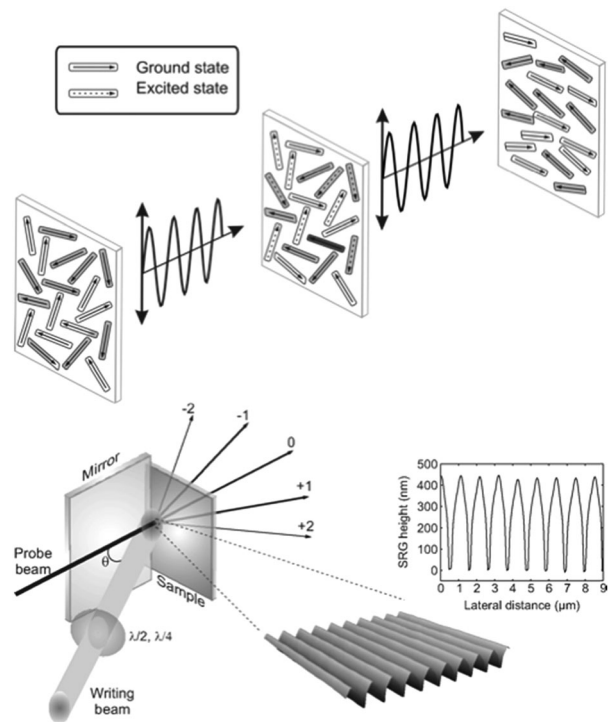 Ground state
Excited state
-2
-1
0
+1
+2
Mirror
Probe
beam
θ
Sample
λ/2, λ/4
Writing
beam
SRG height (nm)
500
400
300
200
100
0
0 1 2 3 4 5 6 7 8 9
Lateral distance (μm)